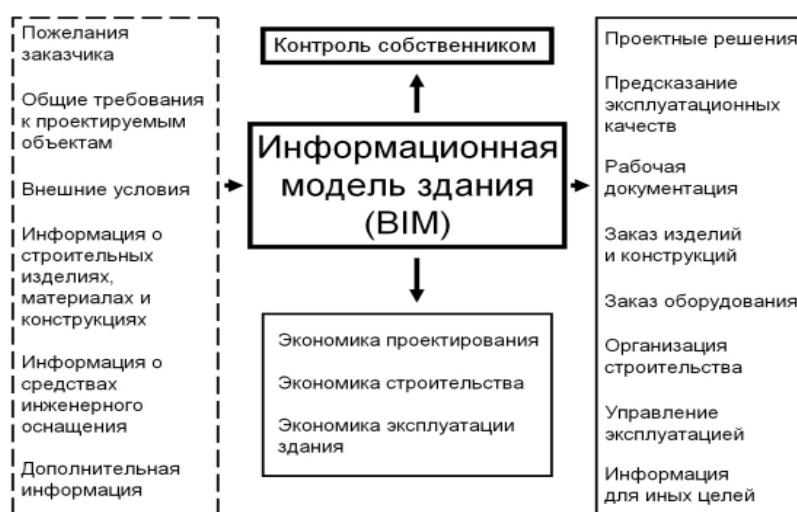 Пожелания
заказчика
Общие требования
к проектируемым
объектам
Внешние условия
Информация о
строительных
изделиях,
материалах и
конструкциях
Информация о
средствах
инженерного
оснащения
Дополнительная
информация
Контроль собственником
Информационная
модель здания
(BIM)
Экономика проектирования
Экономика строительства
Экономика эксплуатации
здания
Проектные решения
Предсказание
эксплуатационных
качеств
Рабочая
документация
Заказ изделий
и конструкций
Заказ оборудования
Организация
строительства
Управление
эксплуатацией
Информация
для иных целей